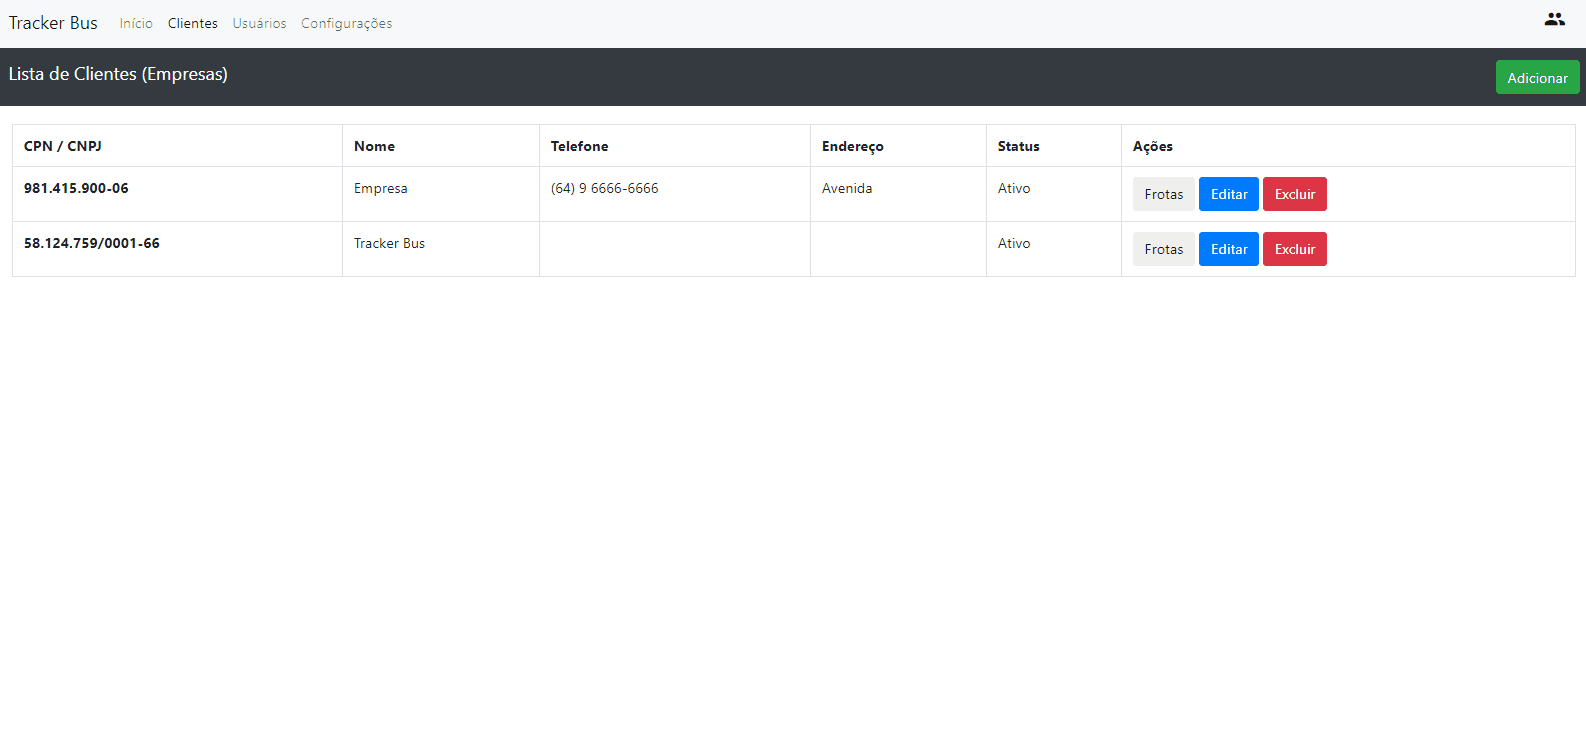 Tracker Bus Início Clientes Usuários Configurações
Lista de Clientes (Empresas) Adicionar
CPN / CNPJ Nome Telefone Endereço Status Ações
981.415.900-06 Empresa (64) 9 6666-6666 Avenida Ativo Frotas Editar Excluir
58.124.759/0001-66 Tracker Bus Ativo Frotas Editar Excluir